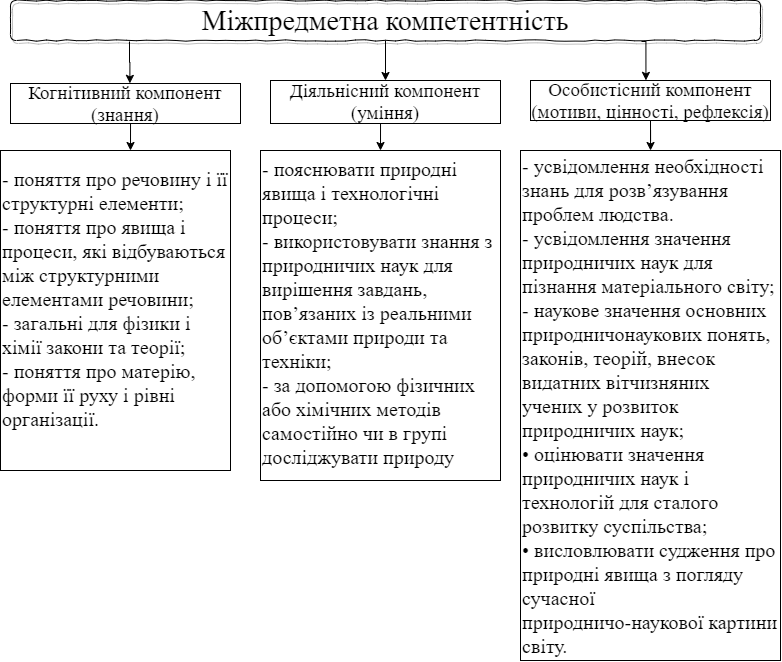 Міжпредметна компетентність
Когнітивний компонент
(знання)
Діяльнісний компонент
(уміння)
Особистісний компонент
(мотиви, цінності, рефлексія)
- поняття про речовину і її
структурні елементи;
- поняття про явища і
процеси, які відбуваються
між структурними
елементами речовини;
- загальні для фізики і
хімії закони та теорії;
- поняття про матерію,
форми її руху і рівні
організації.
- пояснювати природні
явища і технологічні
процеси;
- використовувати знання з
природничих наук для
вирішення завдань,
пов’язаних із реальними
об’єктами природи та
техніки;
- за допомогою фізичних
або хімічних методів
самостійно чи в групі
досліджувати природу
- усвідомлення необхідності
знань для розв’язування
проблем людства.
- усвідомлення значення
природничих наук для
пізнання матеріального світу;
- наукове значення основних
природничонаукових понять,
законів, теорій, внесок
видатних вітчизняних
учених у розвиток
природничих наук;
• оцінювати значення
природничих наук і
технологій для сталого
розвитку суспільства;
• висловлювати судження про
природні явища з погляду
сучасної
природничо-наукової картини
світу.